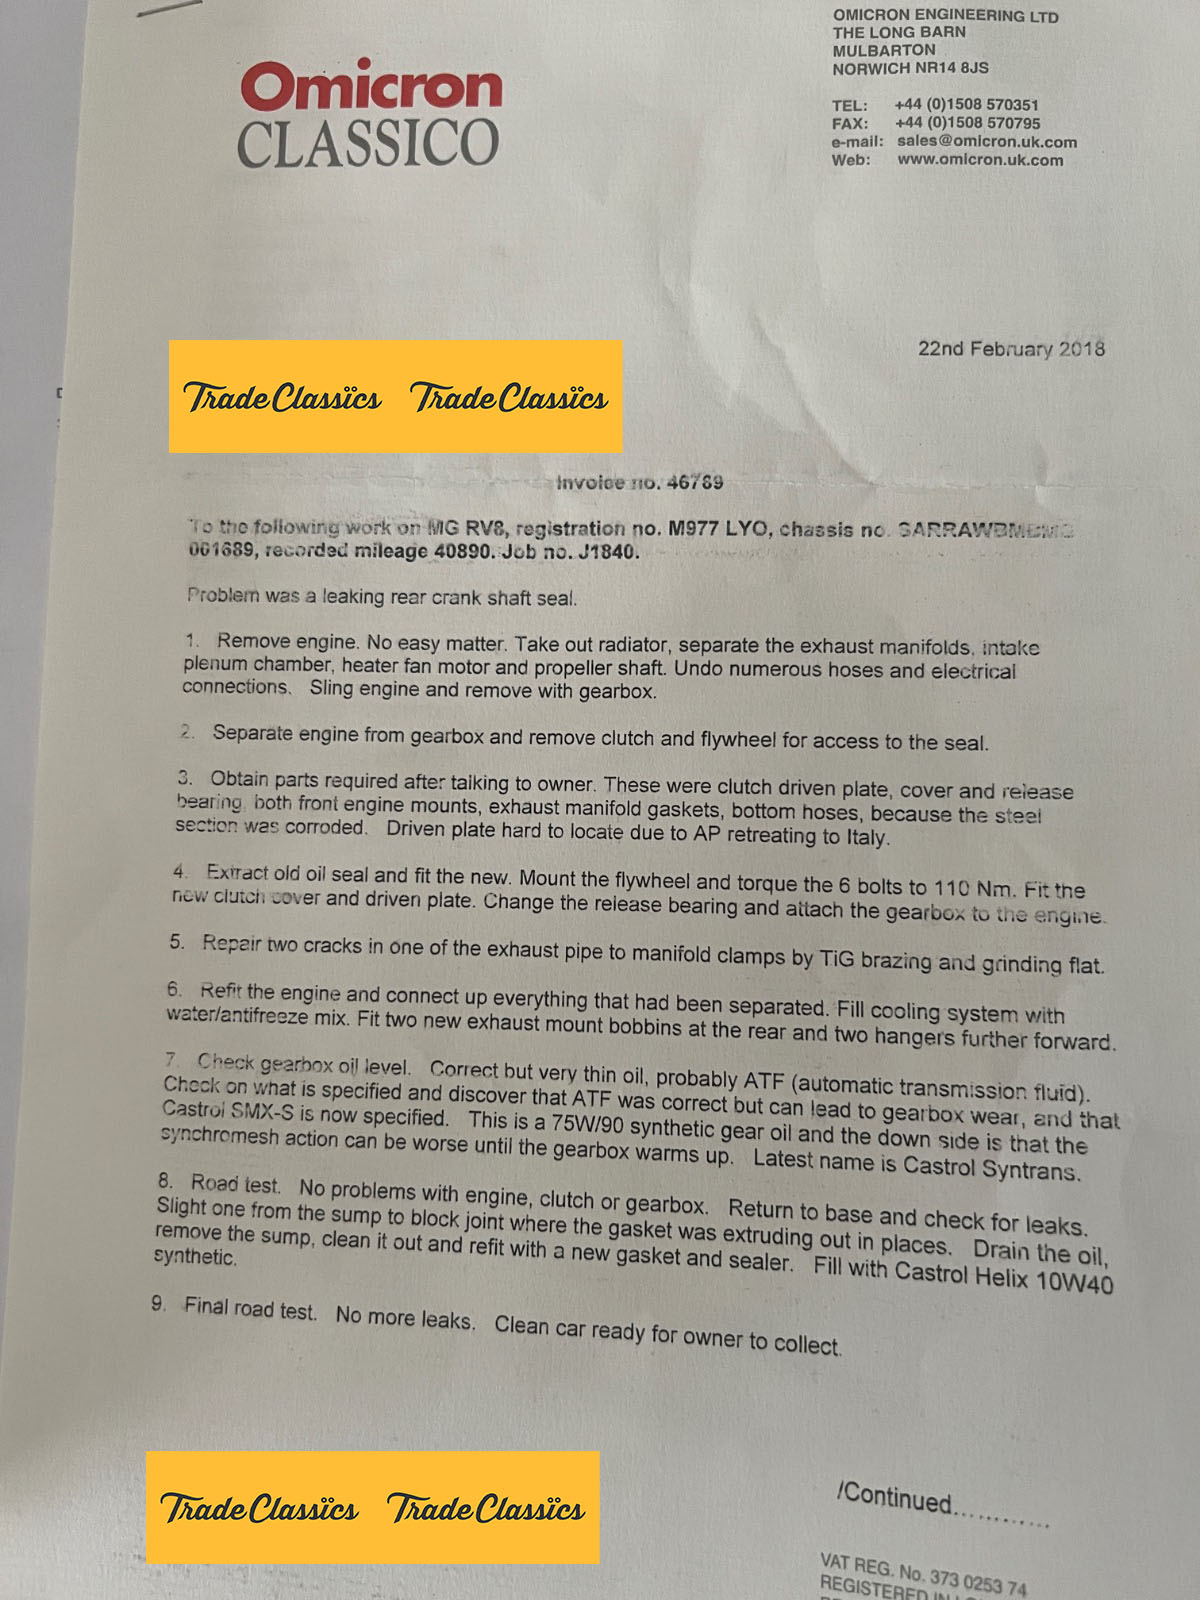 OMICRON ENGINEERING LTD
THE LONG BARN
MULBARTON
NORWICH NR14 8JS
Omicron
CLASSICO
TEL: +44 (0)1508 570351
FAX: +44 (0)1508 570795
e-mail: sales@omicron.uk.com
Web: www.omicron.uk.com
22nd February 2018
Trade Classics Trade Classics
Invoice no. 46789
To the following work on MG RV8, registration no. M977 LYO, chassis no.
061689, recorded mileage 40890. Job no. J1840.
Problem was a leaking rear crank shaft seal.
1. Remove engine. No easy matter. Take out radiator, separate the exhaust manifolds, intake
plenum chamber, heater fan motor and propeller shaft. Undo numerous hoses and electrical
connections. Sling engine and remove with gearbox.
2. Separate engine from gearbox and remove clutch and flywheel for access to the seal.
3. Obtain parts required after talking to owner. These were clutch driven plate, cover and release
bearing, both front engine mounts, exhaust manifold gaskets, bottom hoses, because the steel
section was corroded. Driven plate hard to locate due to AP retreating to Italy.
4. Extract old oil seal and fit the new. Mount the flywheel and torque the 6 bolts to 110 Nm. Fit the
new clutch cover and driven plate. Change the release bearing and attach the gearbox to the engine.
5. Repair two cracks in one of the exhaust pipe to manifold clamps by TiG brazing and grinding flat.
6. Refit the engine and connect up everything that had been separated. Fill cooling system with
water/antifreeze mix. Fit two new exhaust mount bobbins at the rear and two hangers further forward.
7. Check gearbox oil level. Correct but very thin oil, probably ATF (automatic transmission fluid).
Check on what is specified and discover that ATF was correct but can lead to gearbox wear, and that
Castrol SMX-S is now specified. This is a 75W/90 synthetic gear oil and the down side is that the
synchromesh action can be worse until the gearbox warms up. Latest name is Castrol Syntrans.
8. Road test. No problems with engine, clutch or gearbox. Return to base and check for leaks.
Slight one from the sump to block joint where the gasket was extruding out in places. Drain the oil,
remove the sump, clean it out and refit with a new gasket and sealer. Fill with Castrol Helix 10W40
synthetic.
9. Final road test. No more leaks. Clean car ready for owner to collect.
Trade Classics Trade Classics
/Continued.............
VAT REG. No. 373 0253 74
REGISTERED IN